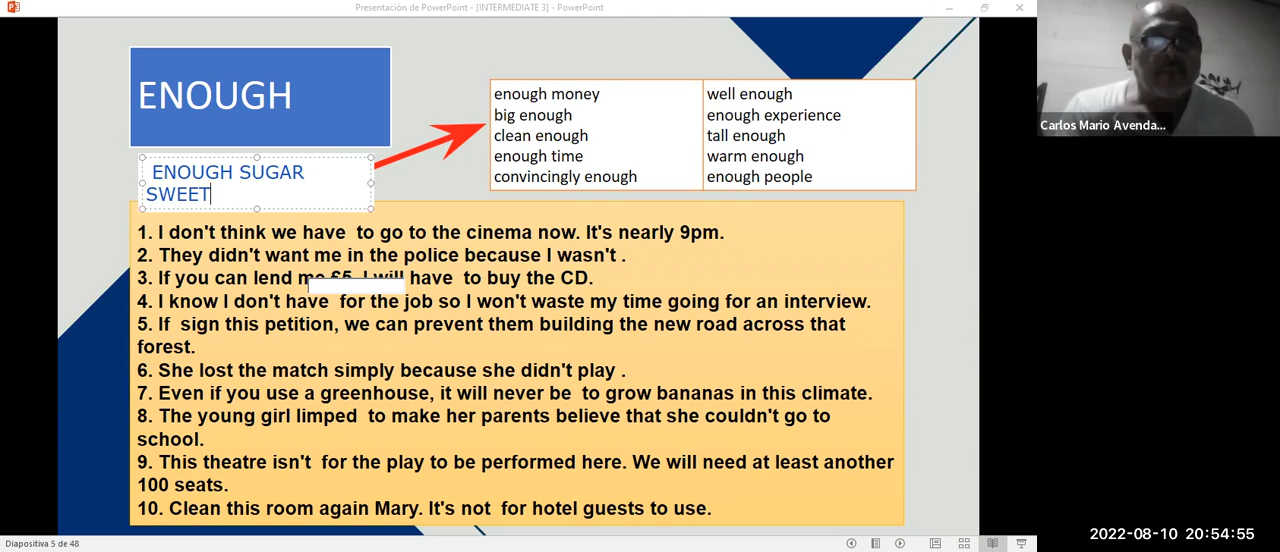 Presentación de PowerPoint - [INTERMEDIATE 3] - PowerPoint
ENOUGH
enough money
big enough
clean enough
enough time
convincingly enough
well enough
enough experience
tall enough
warm enough
enough people
Carlos Mario Avenda...
ENOUGH SUGAR
SWEET
1. I don't think we have  to go to the cinema now. It's nearly 9pm.
2. They didn't want me in the police because I wasn't .
3. If you can lend me £5, I will have  to buy the CD.
4. I know I don't have  for the job so I won't waste my time going for an interview.
5. If  sign this petition, we can prevent them building the new road across that
forest.
6. She lost the match simply because she didn't play .
7. Even if you use a greenhouse, it will never be  to grow bananas in this climate.
8. The young girl limped  to make her parents believe that she couldn't go to
school.
9. This theatre isn't  for the play to be performed here. We will need at least another
100 seats.
10. Clean this room again Mary. It's not  for hotel guests to use.
2022-08-10 20:54:55
Diapositiva 5 de 48